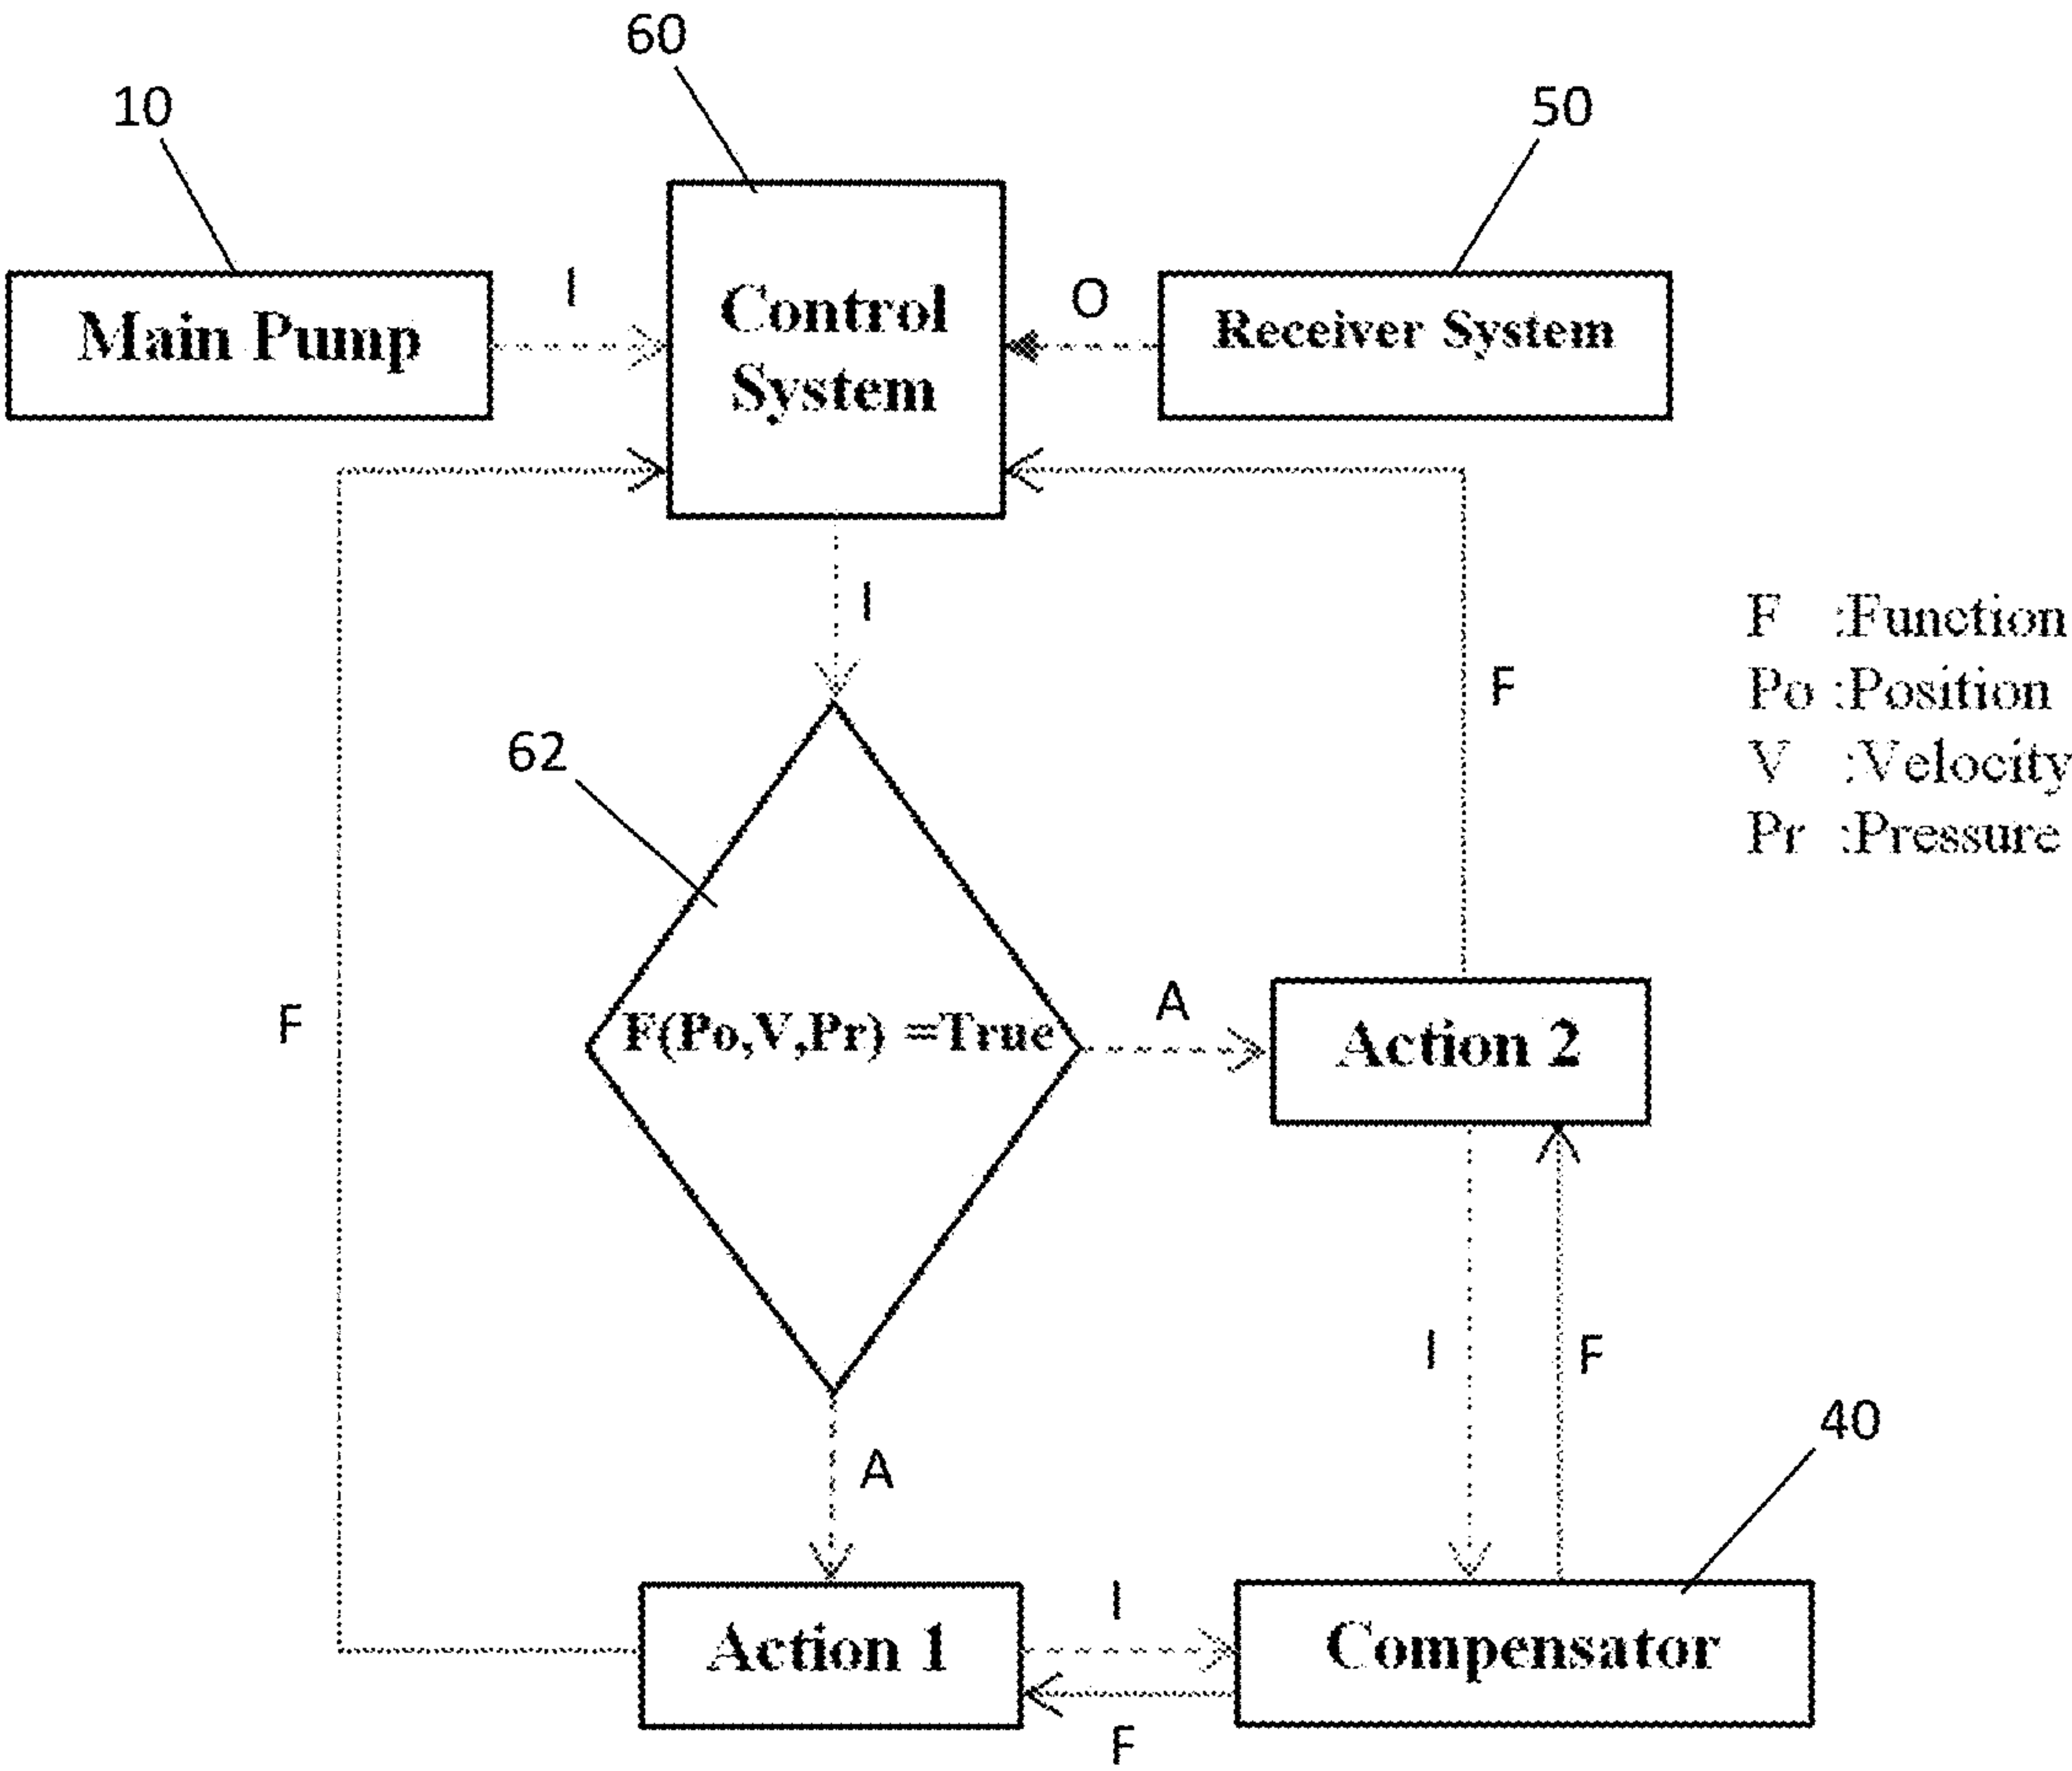 60
10
50
I
O
Main Pump
Control
System
Receiver System
I
F :Function
Po :Position
V :Velocity
Pr :Pressure
F
62
A
F
F(Po,V,Pr) =True
Action 2
I
F
40
A
I
Action 1
Compensator
F